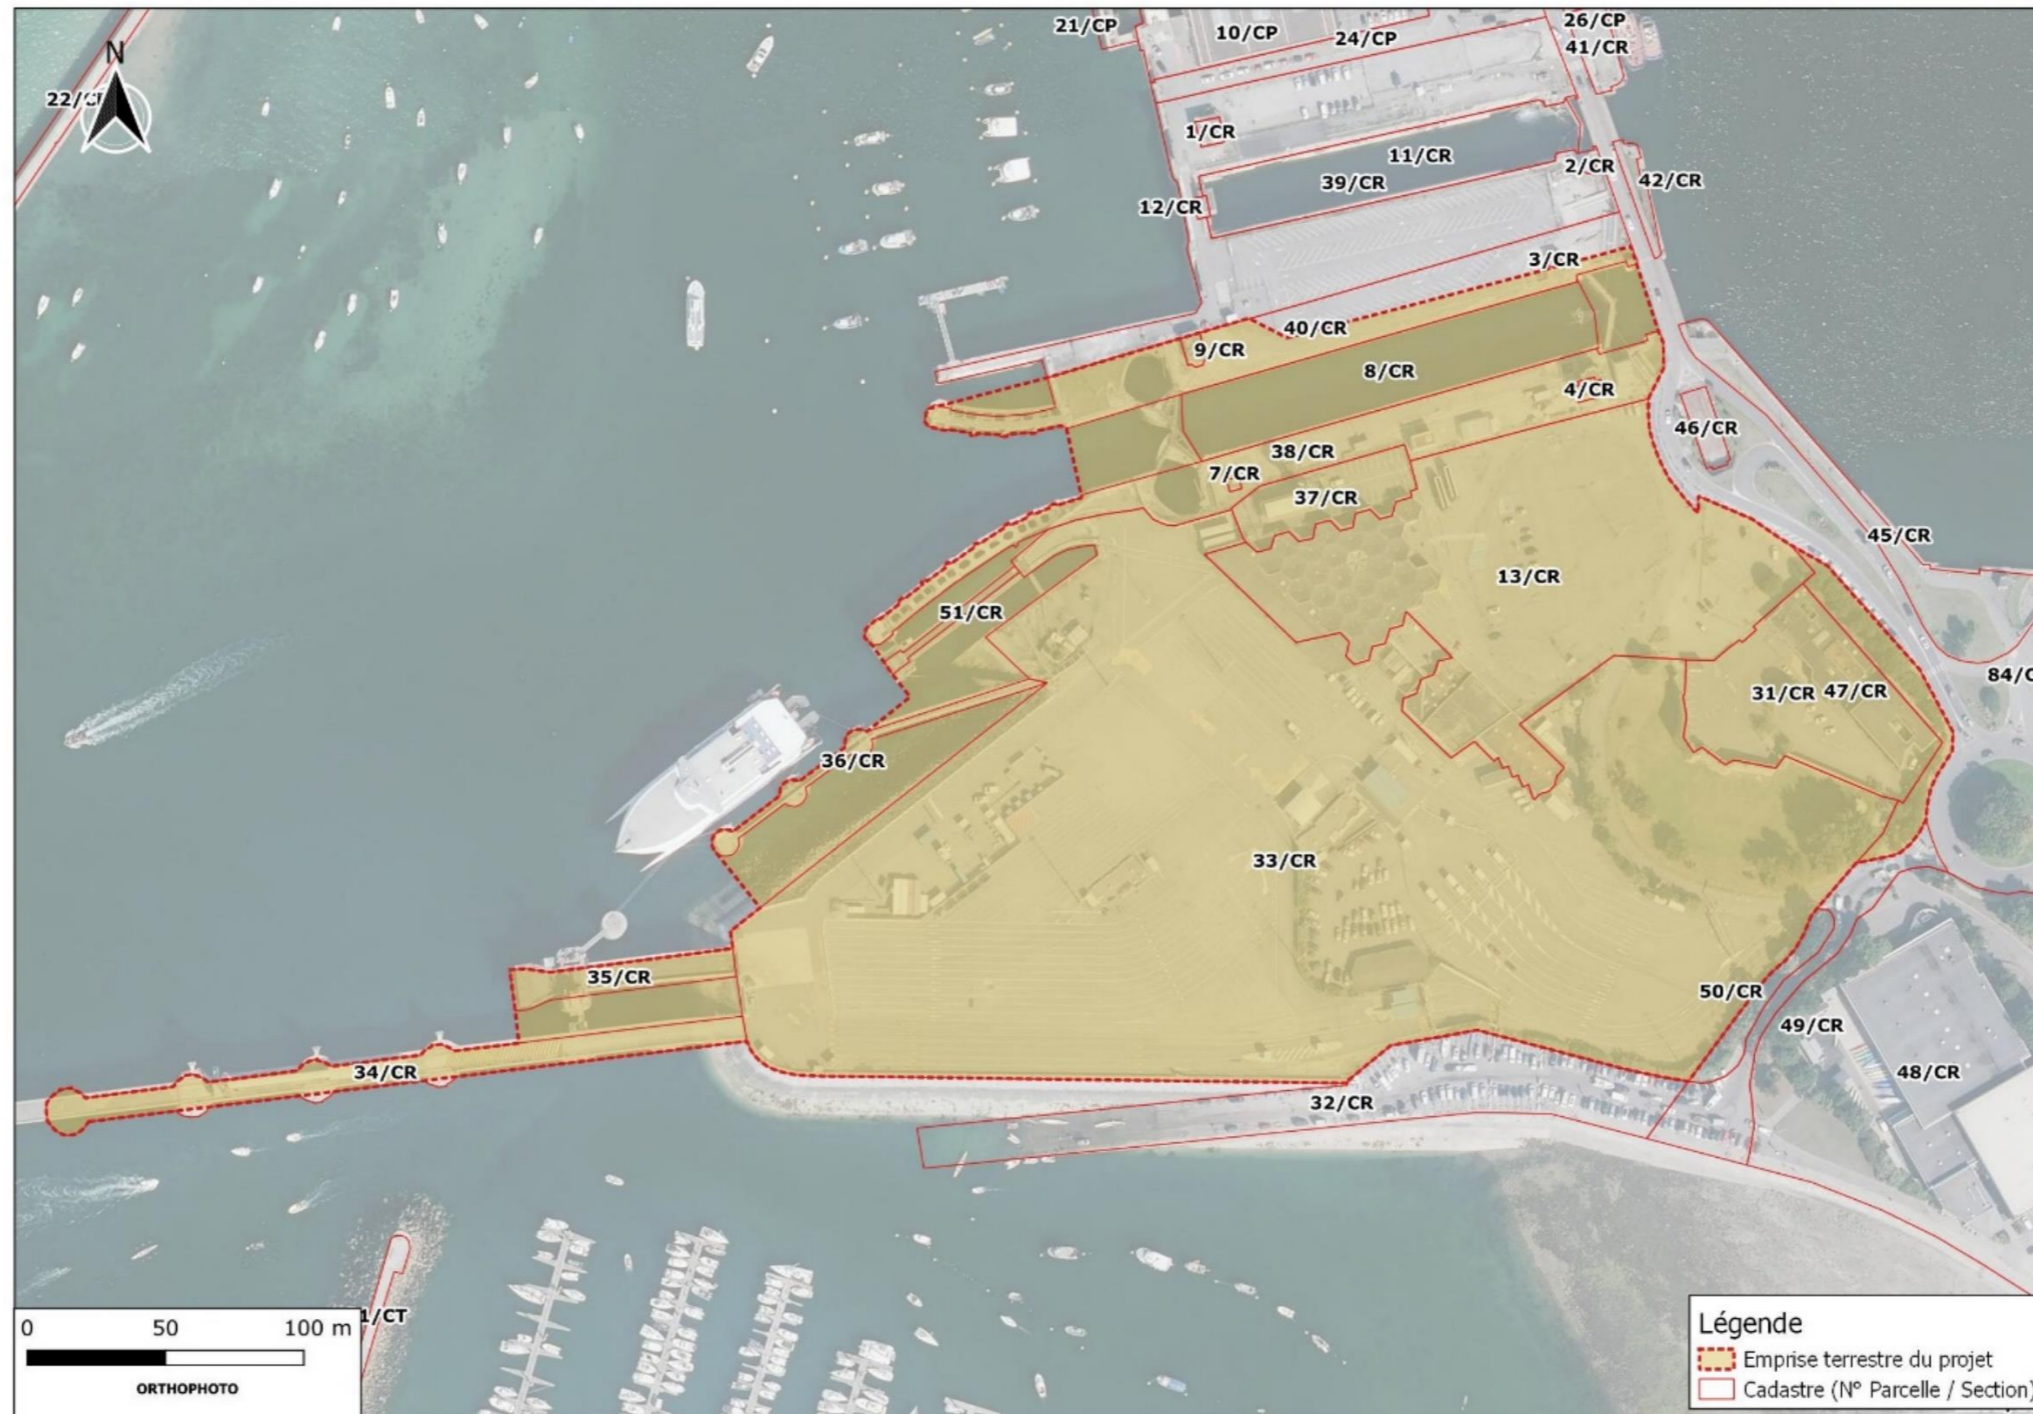 21/CP
10/CP
24/CP
26/CP
41/CR
N
1/CR
11/CR
39/CR
2/CR
42/CR
12/CR
3/CR
40/CR
9/CR
8/CR
4/CR
46/CR
38/CR
7/CR
37/CR
45/CR
13/CR
51/CR
31/CR
47/CR
36/CR
33/CR
35/CR
50/CR
49/CR
34/CR
48/CR
32/CR
0 50 100 m
ORTHOPHOTO
Légende
Emprise terrestre du projet
Cadastre (N° Parcelle / Section)